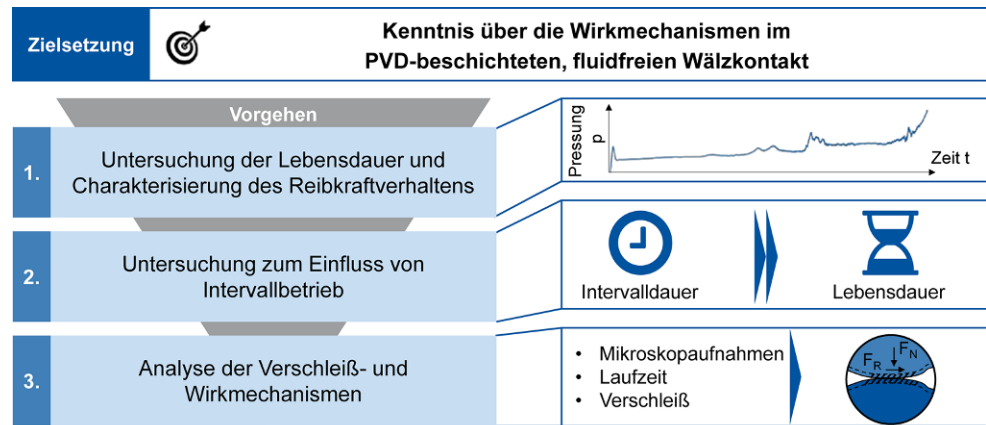 Zielsetzung
Kenntnis über die Wirkmechanismen im
PVD-beschichteten, fluidfreien Wälzkontakt
Vorgehen
1.
Untersuchung der Lebensdauer und
Charakterisierung des Reibkraftverhaltens
Pressung
p
Zeit t
2.
Untersuchung zum Einfluss von
Intervallbetrieb
Intervalldauer
Lebensdauer
3.
Analyse der Verschleiß- und
Wirkmechanismen
• Mikroskopaufnahmen
• Laufzeit
• Verschleiß
F_N
F_R